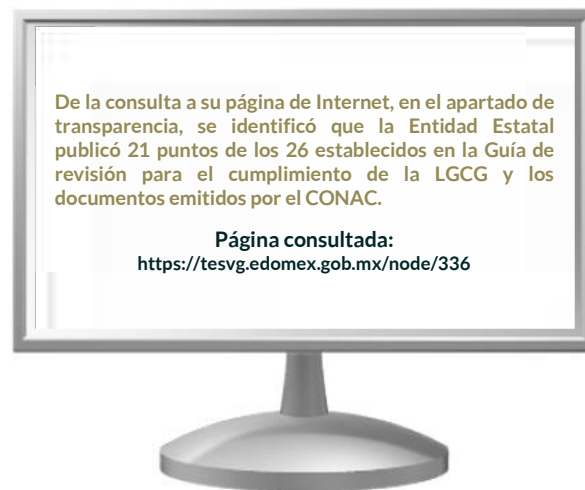 De la consulta a su página de Internet, en el apartado de
transparencia, se identificó que la Entidad Estatal
publicó 21 puntos de los 26 establecidos en la Guía de
revisión para el cumplimiento de la LGCG y los
documentos emitidos por el CONAC.
Página consultada:
https://tesvg.edomex.gob.mx/node/336